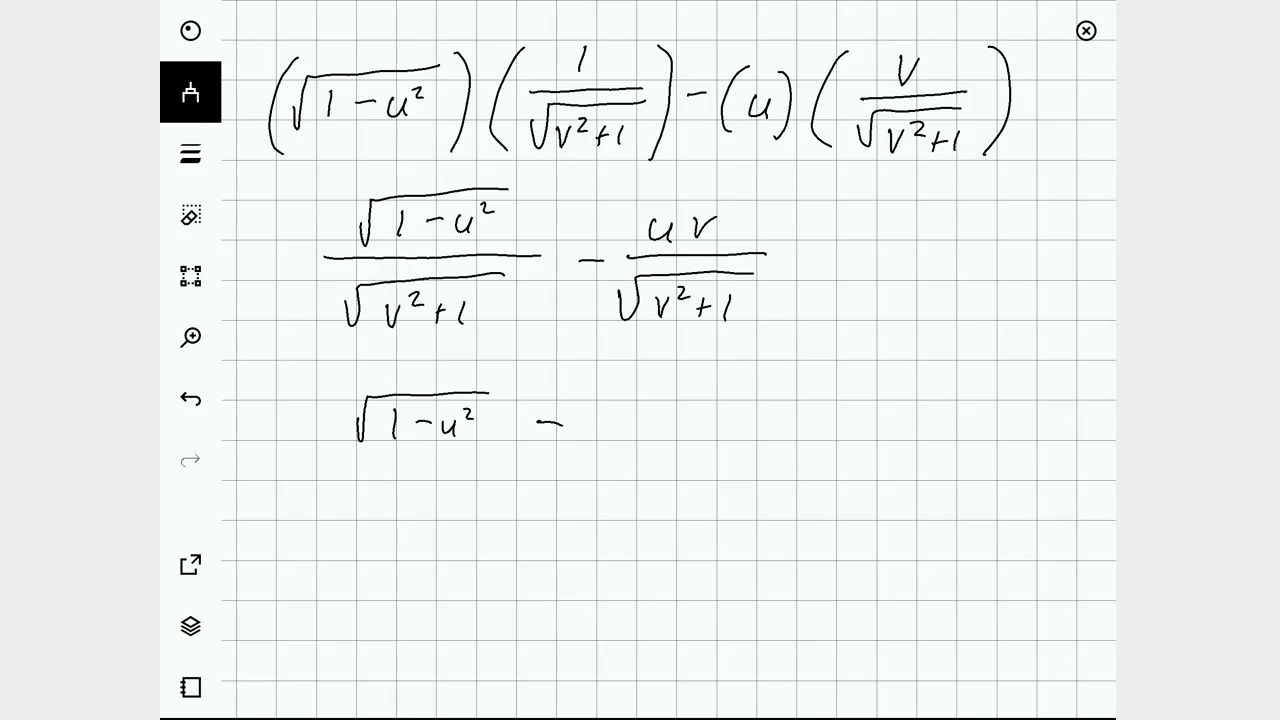 (√(1 - u²)) (1/√(v²+1)) - (u) (v/√(v²+1))
√(1 - u²)/√(v²+1) - uv/√(v²+1)
√(1 - u²) -